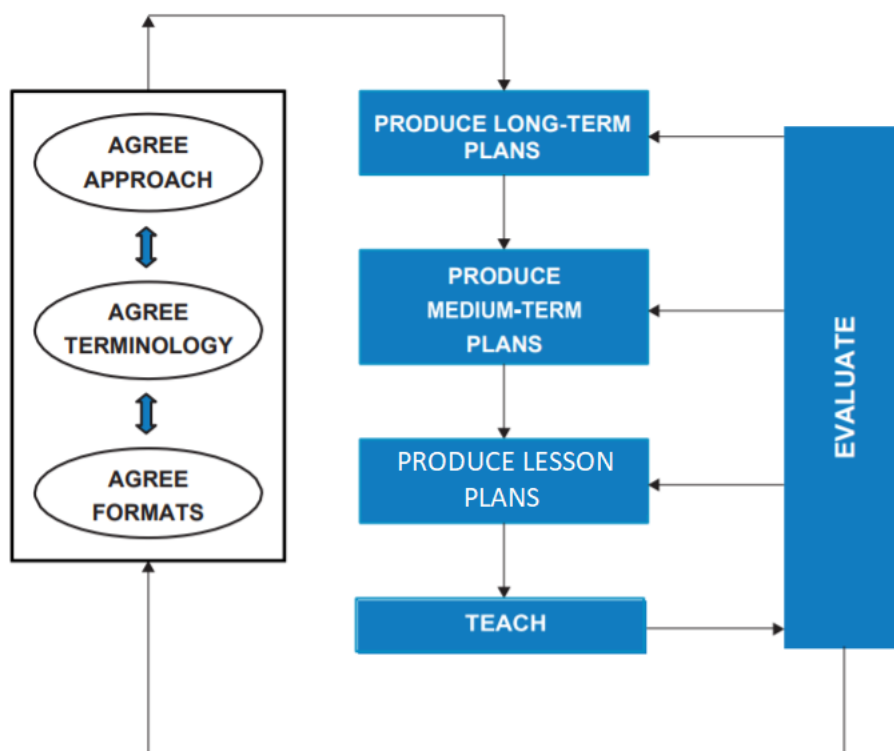 AGREE
APPROACH
AGREE
TERMINOLOGY
AGREE
FORMATS
PRODUCE LONG-TERM
PLANS
PRODUCE
MEDIUM-TERM
PLANS
PRODUCE LESSON
PLANS
TEACH
EVALUATE